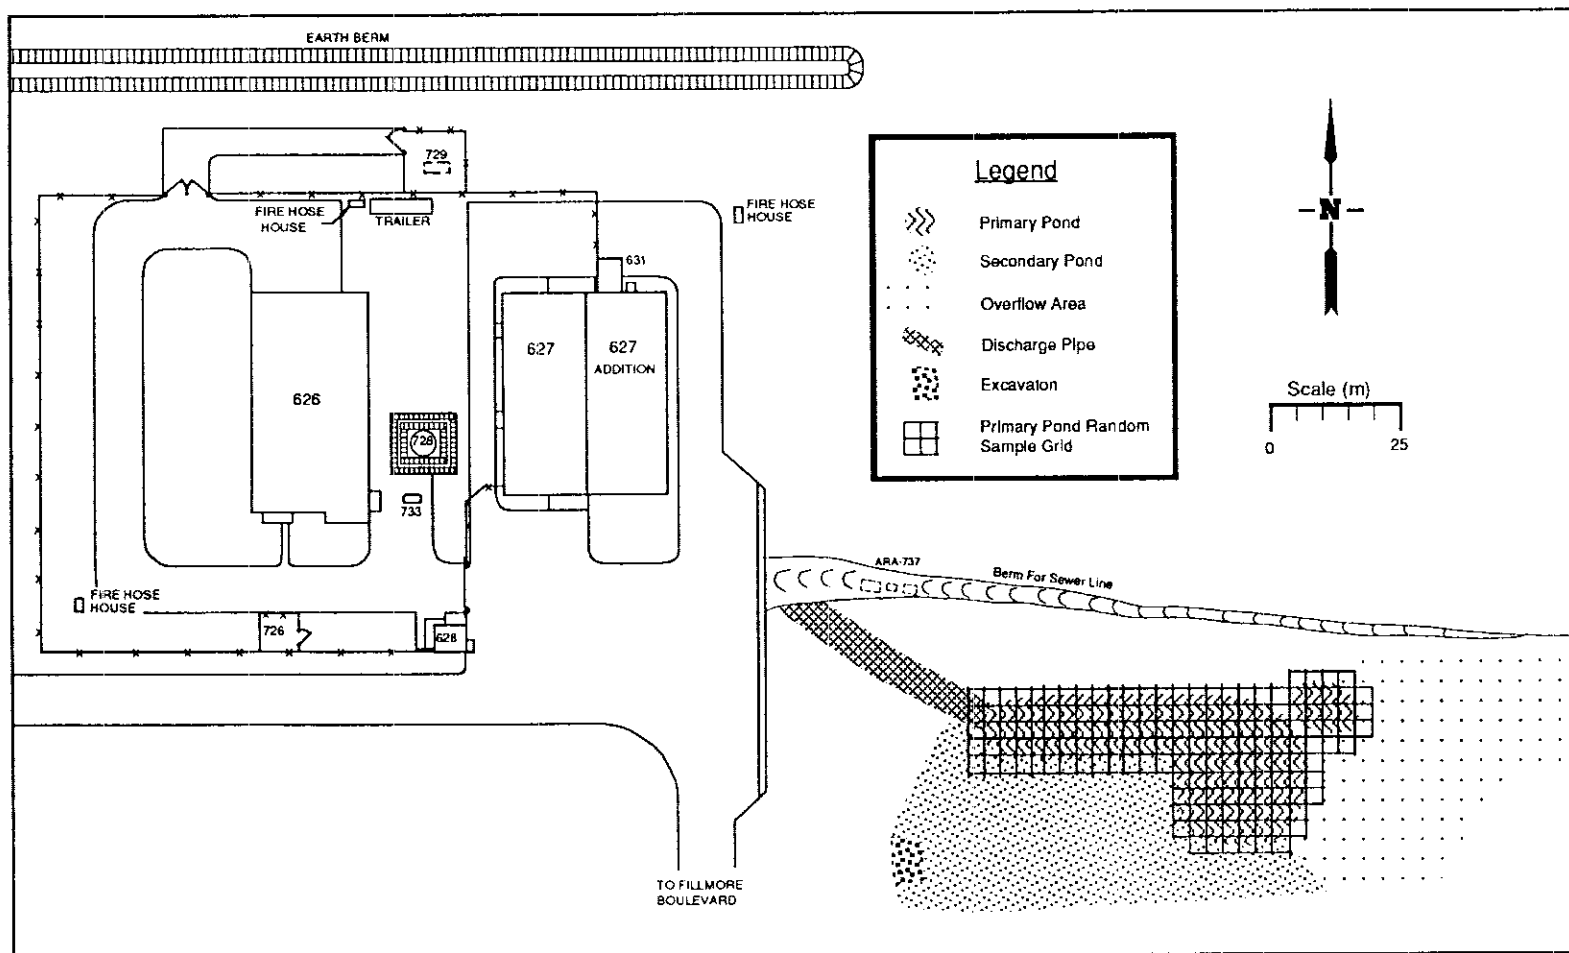 EARTH BERM
729
FIRE HOSE
HOUSE
TRAILER
FIRE HOSE
HOUSE
631
627
627
ADDITION
626
728
733
FIRE HOSE
HOUSE
726
628
TO FILLMORE
BOULEVARD
ARA-737
Berm For Sewer Line
Legend
Primary Pond
Secondary Pond
Overflow Area
Discharge Pipe
Excavaton
Primary Pond Random
Sample Grid
N
Scale (m)
0 25